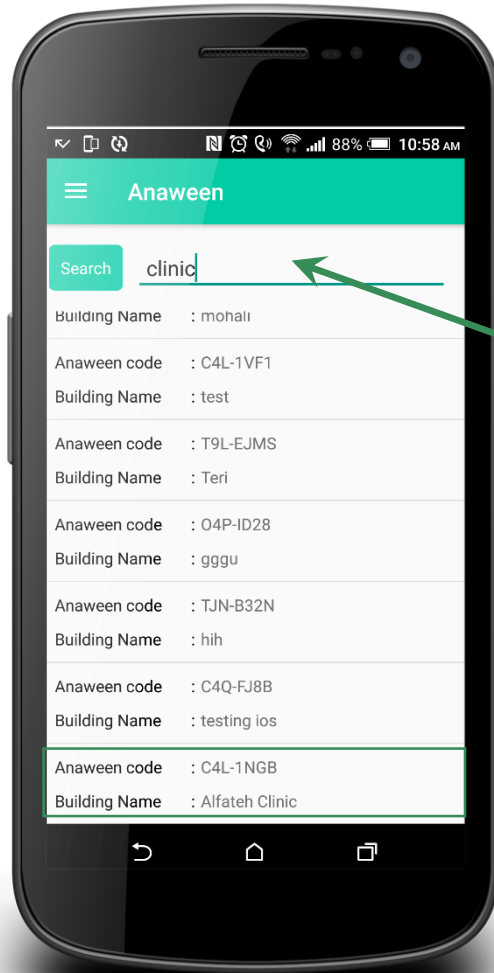 88% 10:58 AM
Anaween
Search clinic
Building Name : mohali
Anaween code : C4L-1VF1
Building Name : test
Anaween code : T9L-EJMS
Building Name : Teri
Anaween code : O4P-ID28
Building Name : gggu
Anaween code : TJN-B32N
Building Name : hih
Anaween code : C4Q-FJ8B
Building Name : testing ios
Anaween code : C4L-1NGB
Building Name : Alfateh Clinic